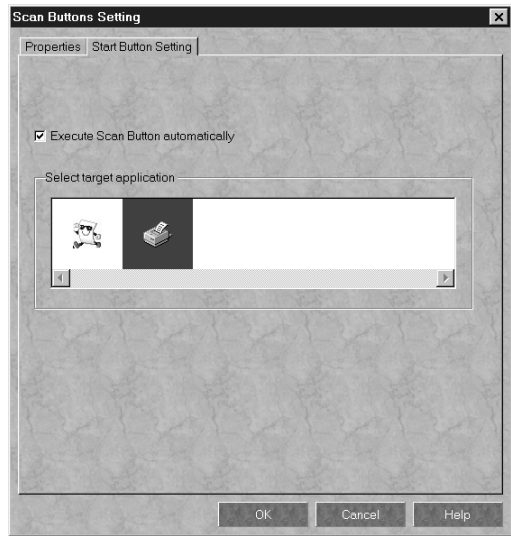 Scan Buttons Setting
Properties Start Button Setting
Execute Scan Button automatically
Select target application
OK Cancel Help